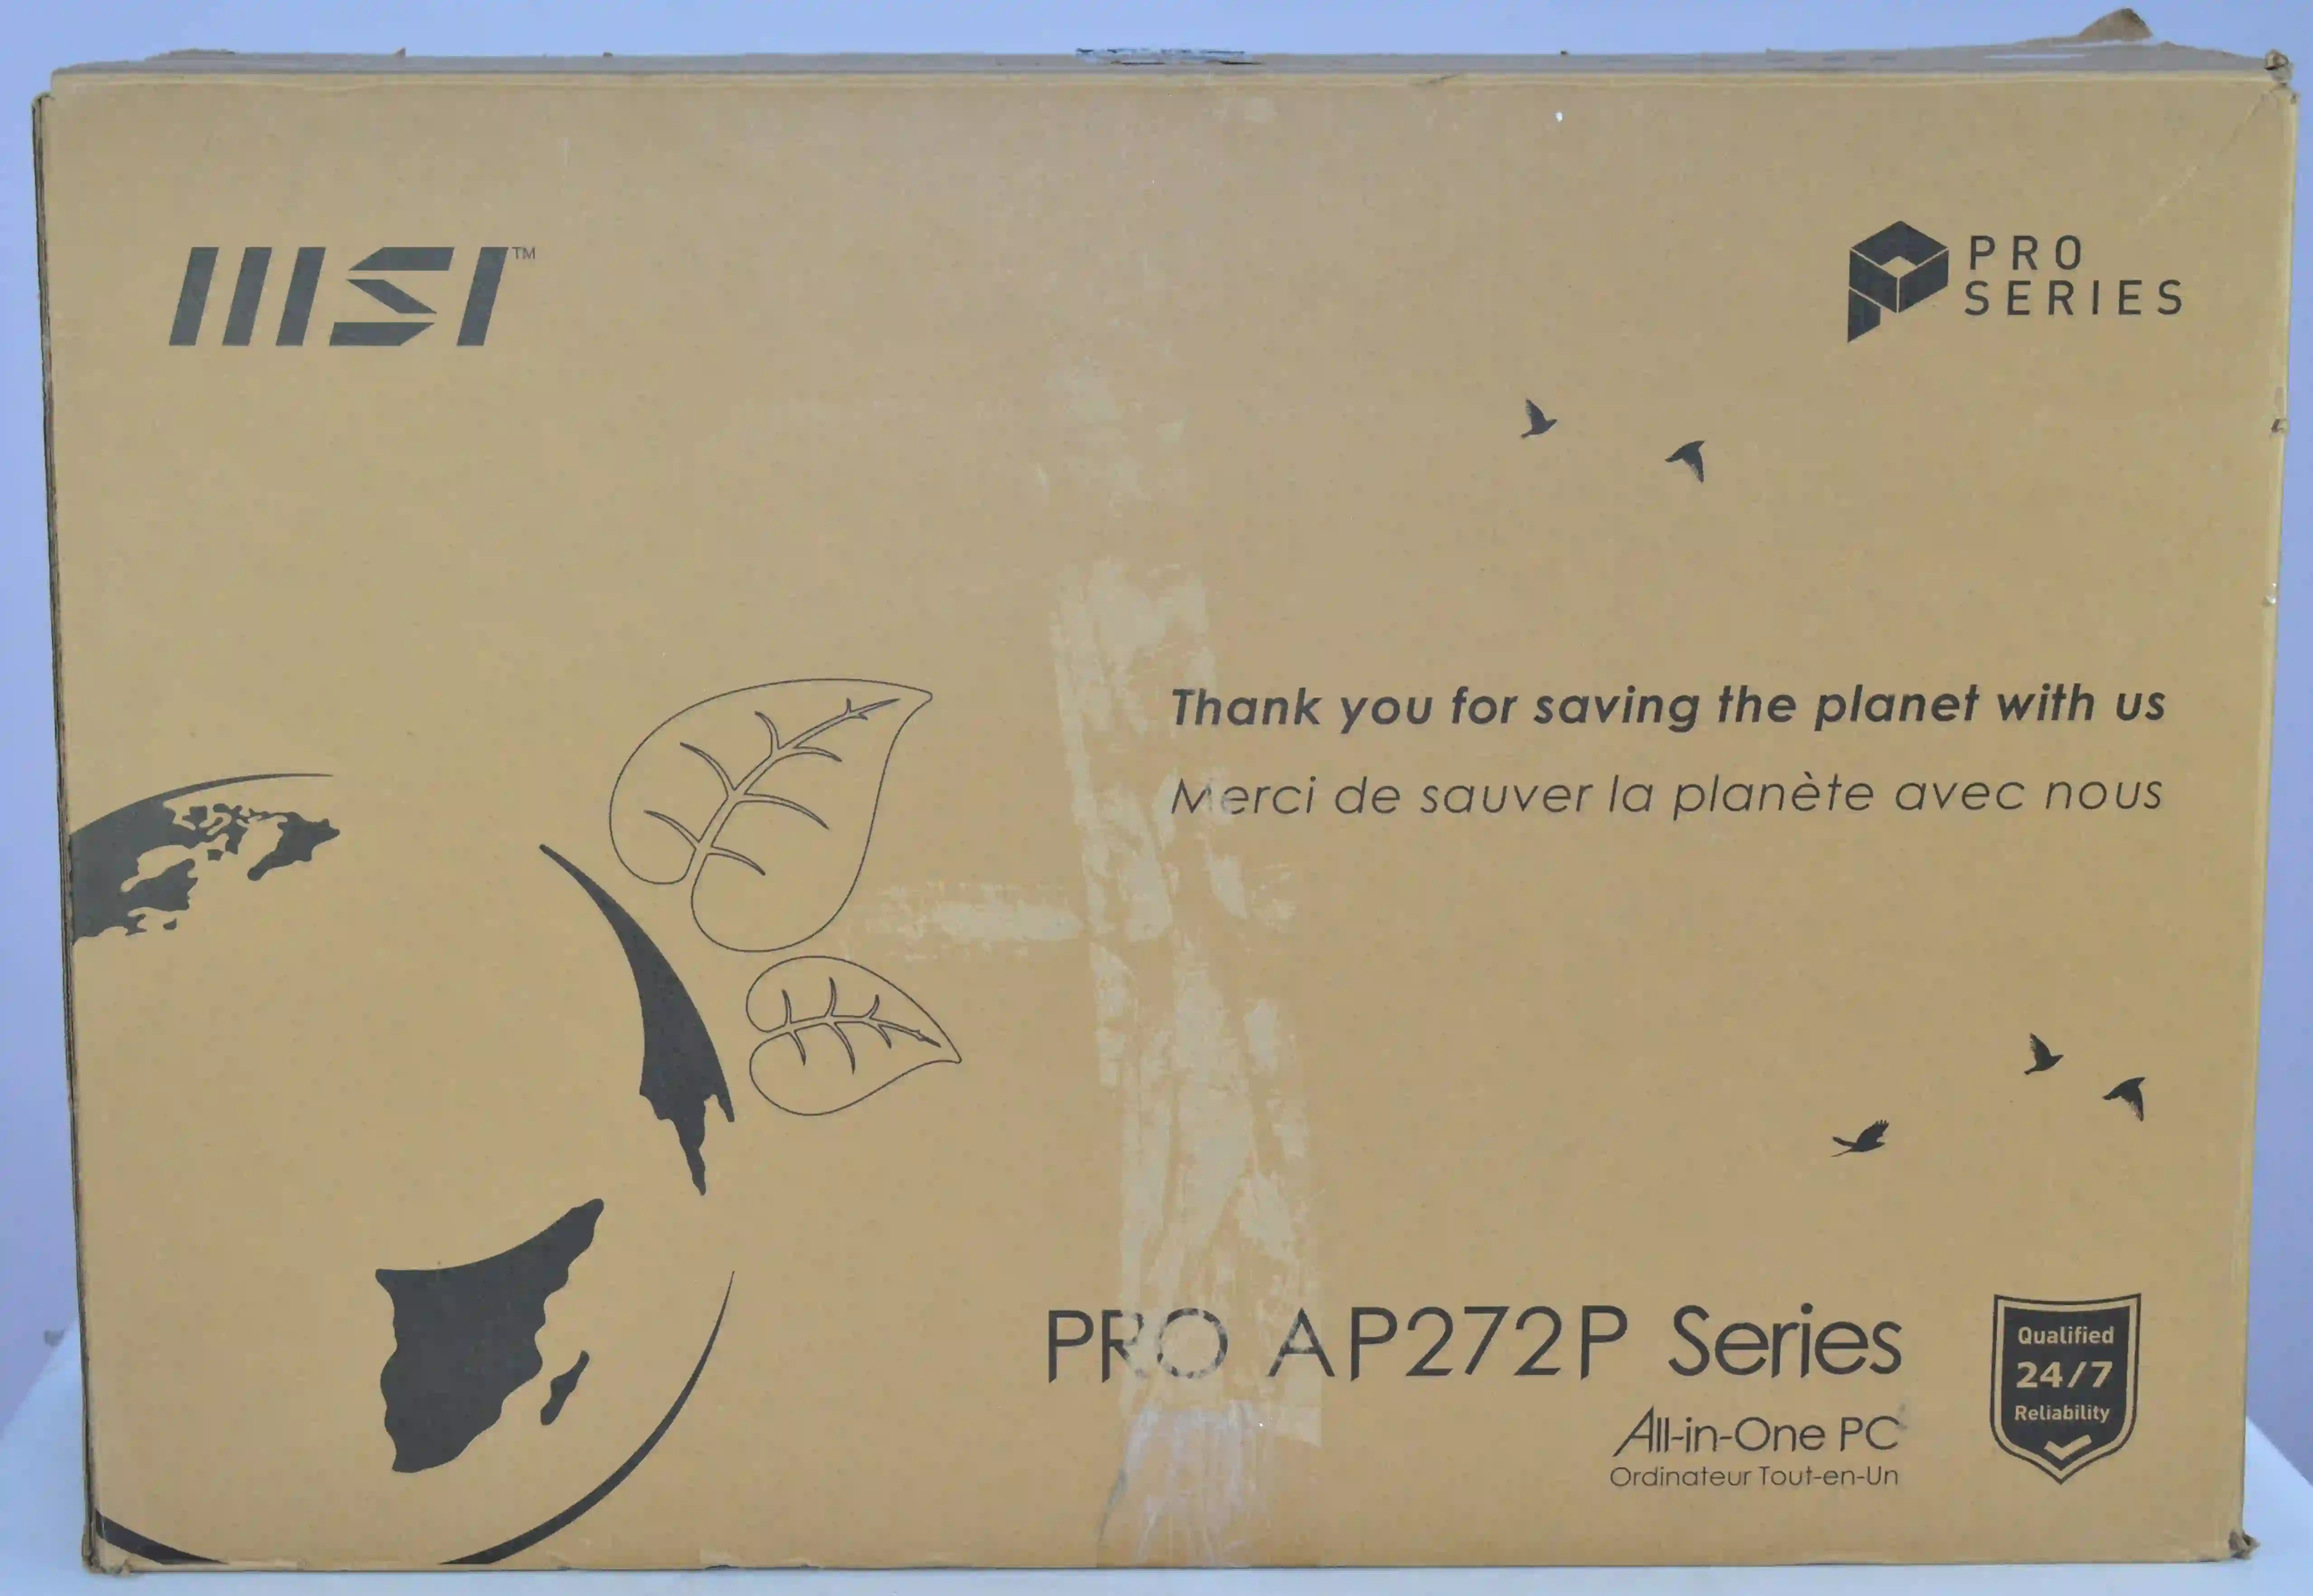 msi™
PRO
SERIES
Thank you for saving the planet with us
Merci de sauver la planète avec nous
PRO AP272P Series
All-in-One PC
Ordinateur Tout-en-Un
Qualified
24/7
Reliability